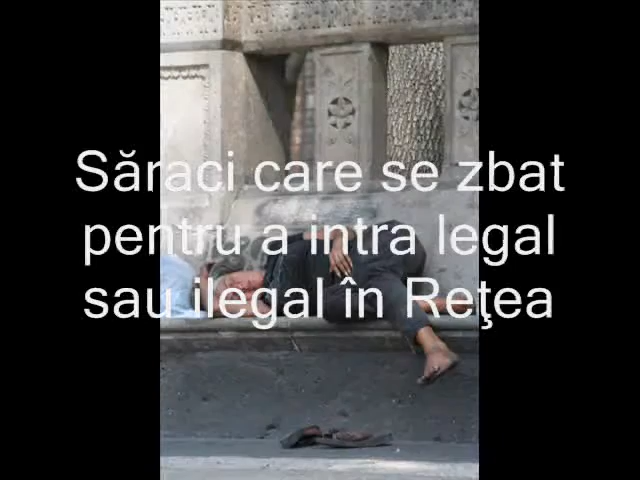 Săraci care se zbat
pentru a intra legal
sau ilegal în Reţea